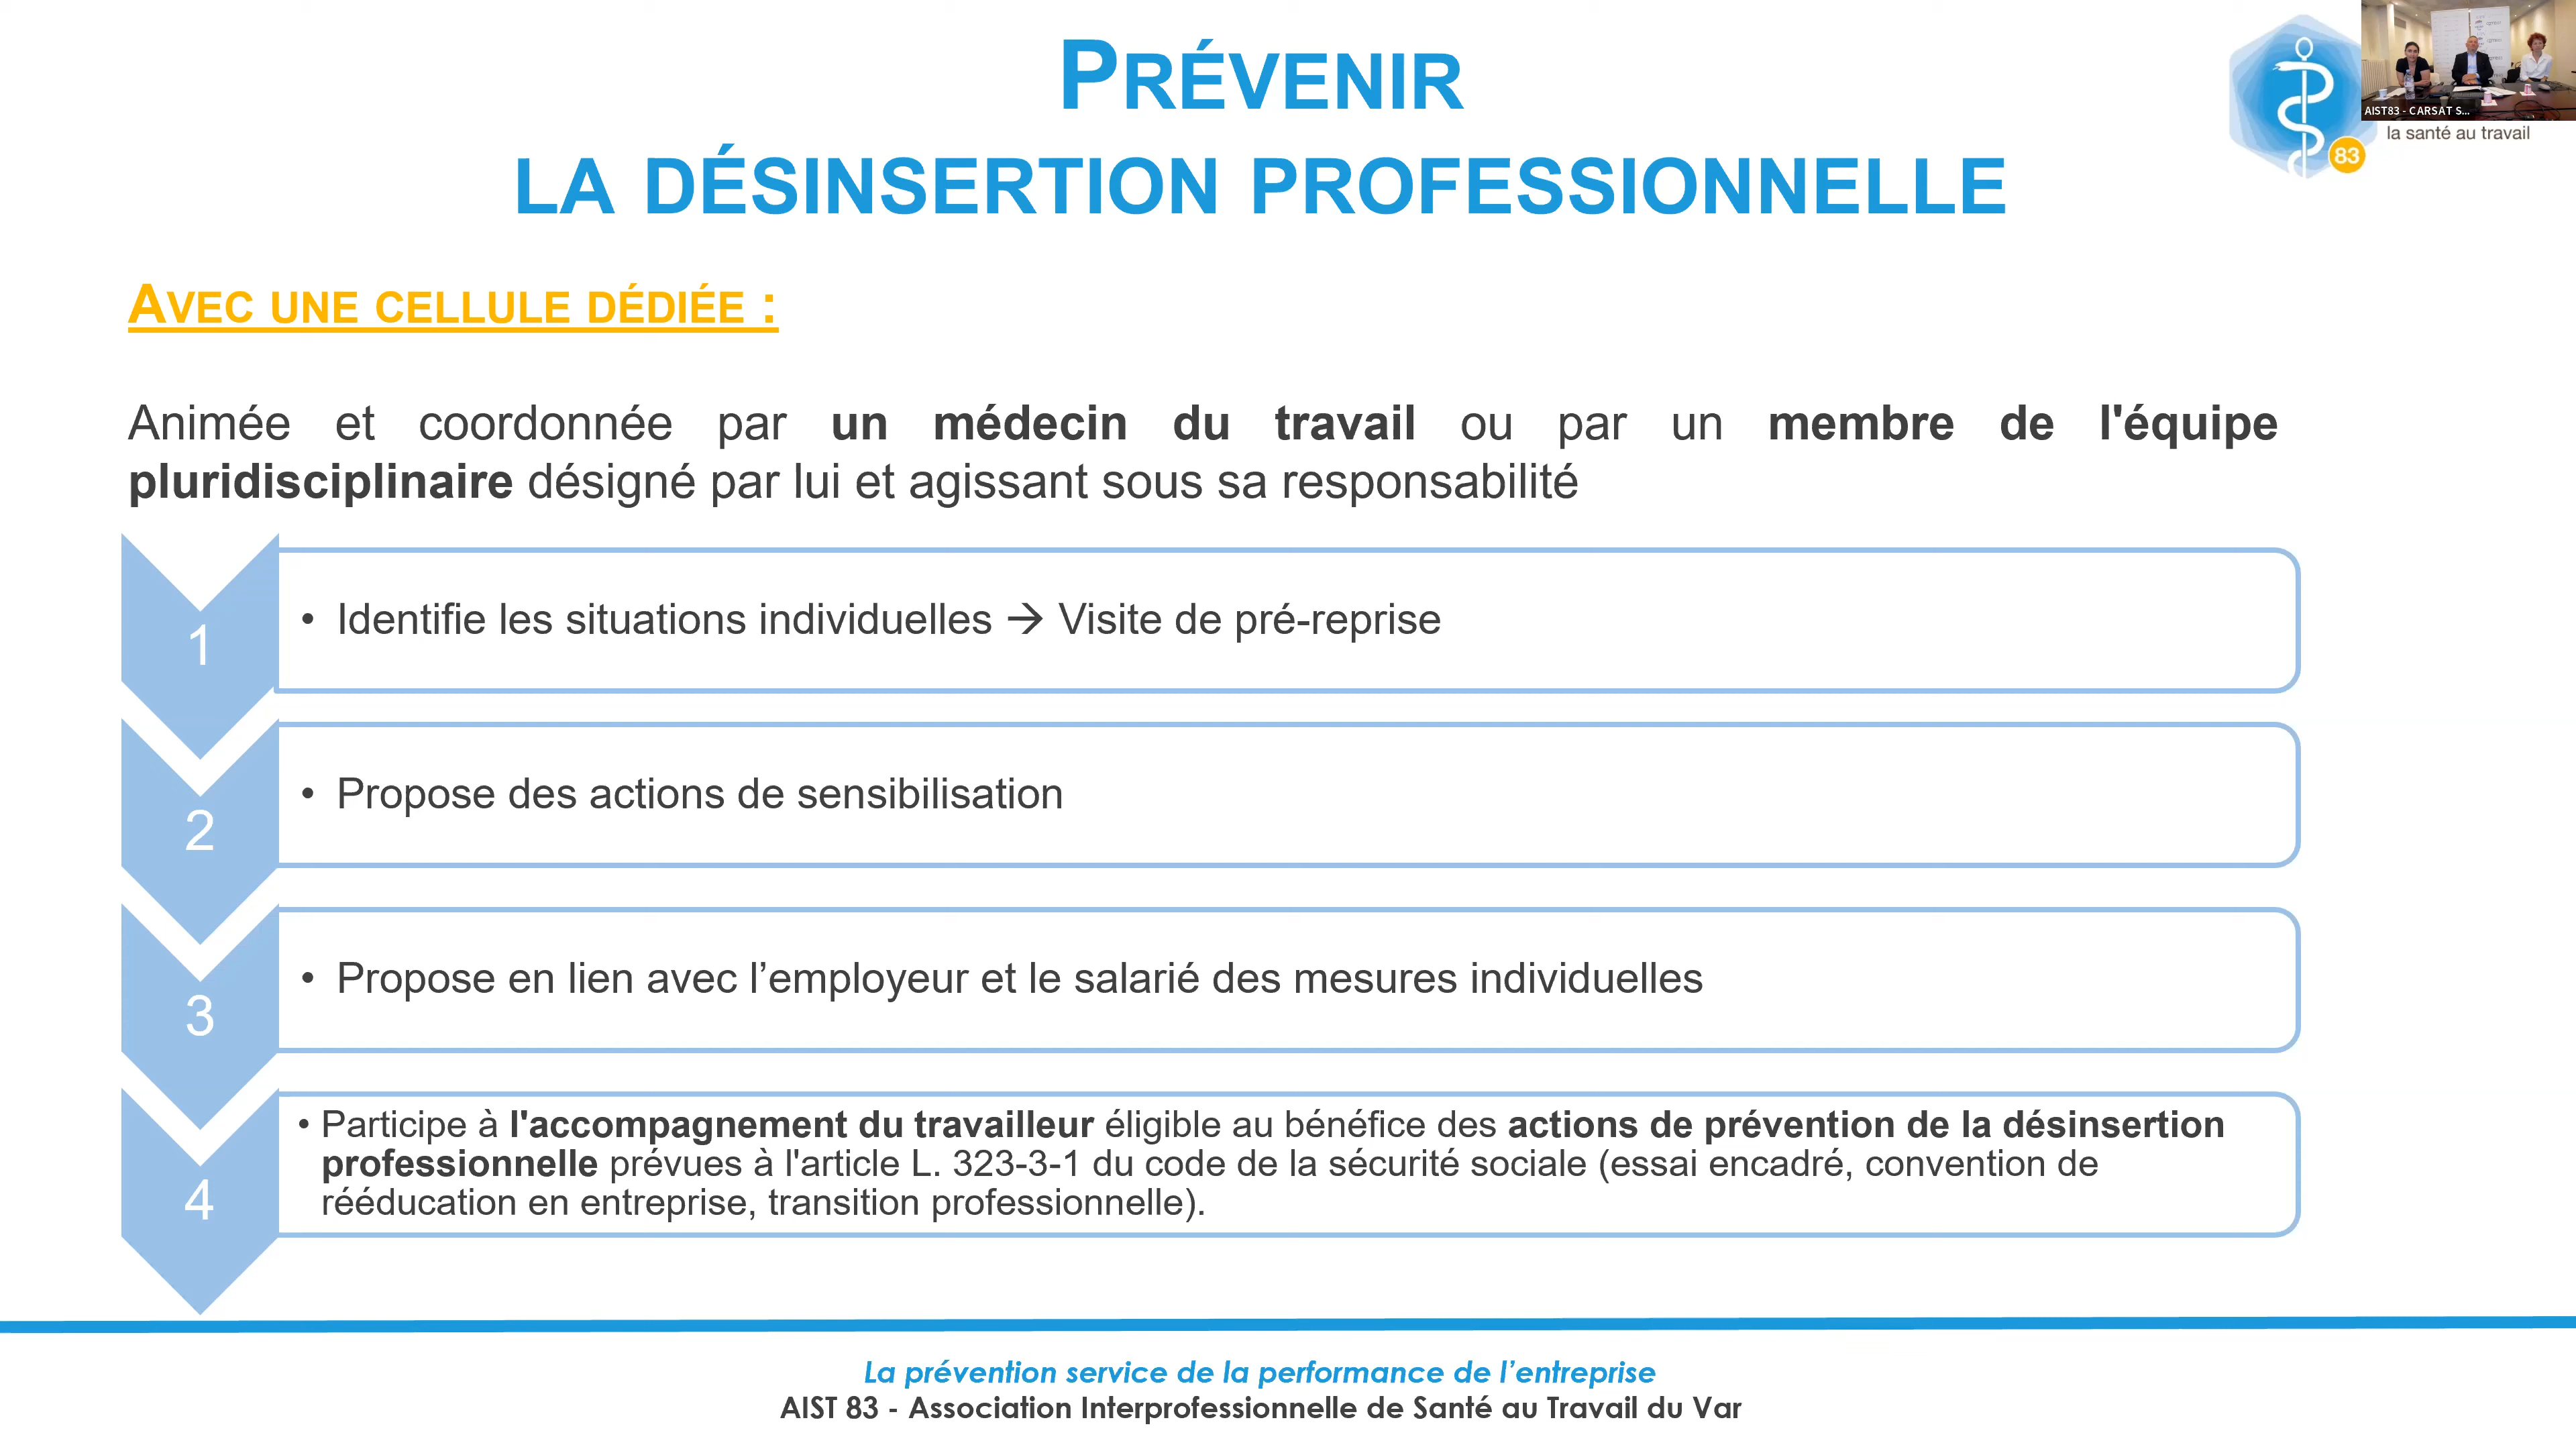 PRÉVENIR
LA DÉSINSERTION PROFESSIONNELLE
AIST83 - CARSAT S...
la santé au travail
83
AVEC UNE CELLULE DÉDIÉE :
Animée et coordonnée par un médecin du travail ou par un membre de l'équipe
pluridisciplinaire désigné par lui et agissant sous sa responsabilité
1
• Identifie les situations individuelles → Visite de pré-reprise
2
• Propose des actions de sensibilisation
3
• Propose en lien avec l’employeur et le salarié des mesures individuelles
4
• Participe à l'accompagnement du travailleur éligible au bénéfice des actions de prévention de la désinsertion
professionnelle prévues à l'article L. 323-3-1 du code de la sécurité sociale (essai encadré, convention de
rééducation en entreprise, transition professionnelle).
La prévention service de la performance de l’entreprise
AIST 83 - Association Interprofessionnelle de Santé au Travail du Var